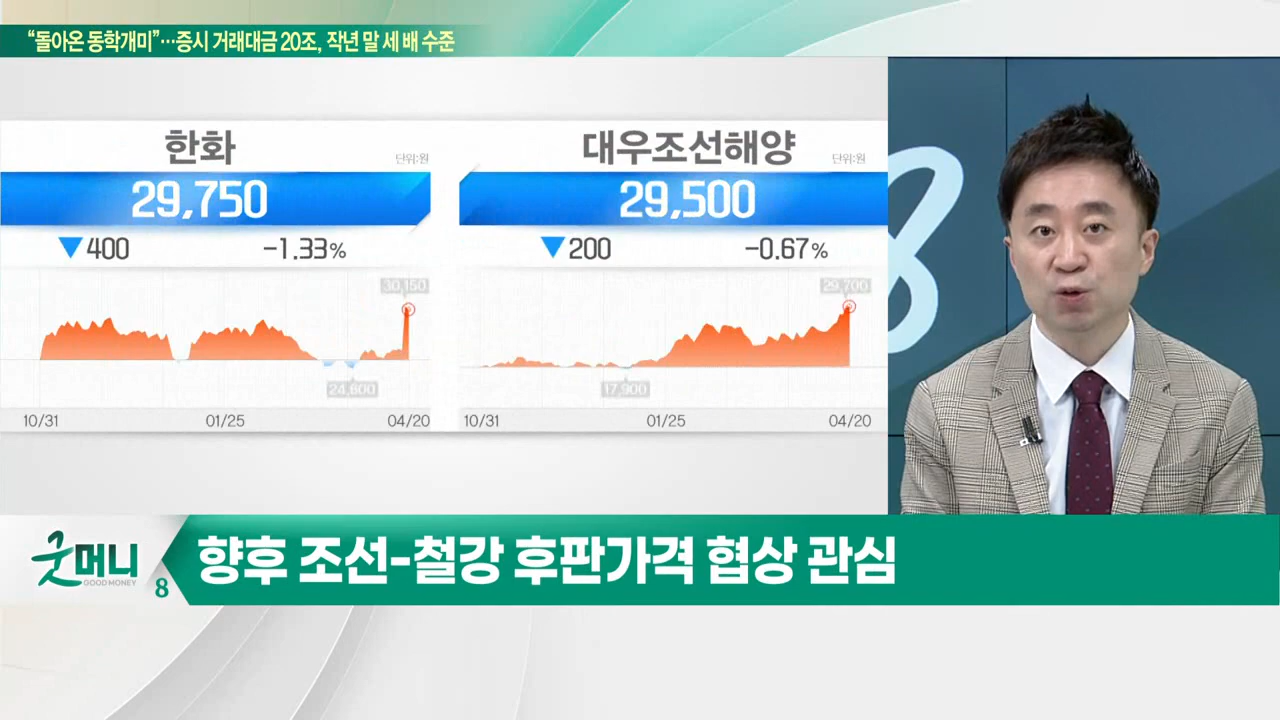 “돌아온 동학개미”…증시 거래대금 20조, 작년 말 세 배 수준
한화
단위:원
29,750
▼400 -1.33%
30,150
24,600
10/31 01/25 04/20
대우조선해양
단위:원
29,500
▼200 -0.67%
29,700
17,900
10/31 01/25 04/20
굿머니
GOOD MONEY
8
향후 조선-철강 후판가격 협상 관심